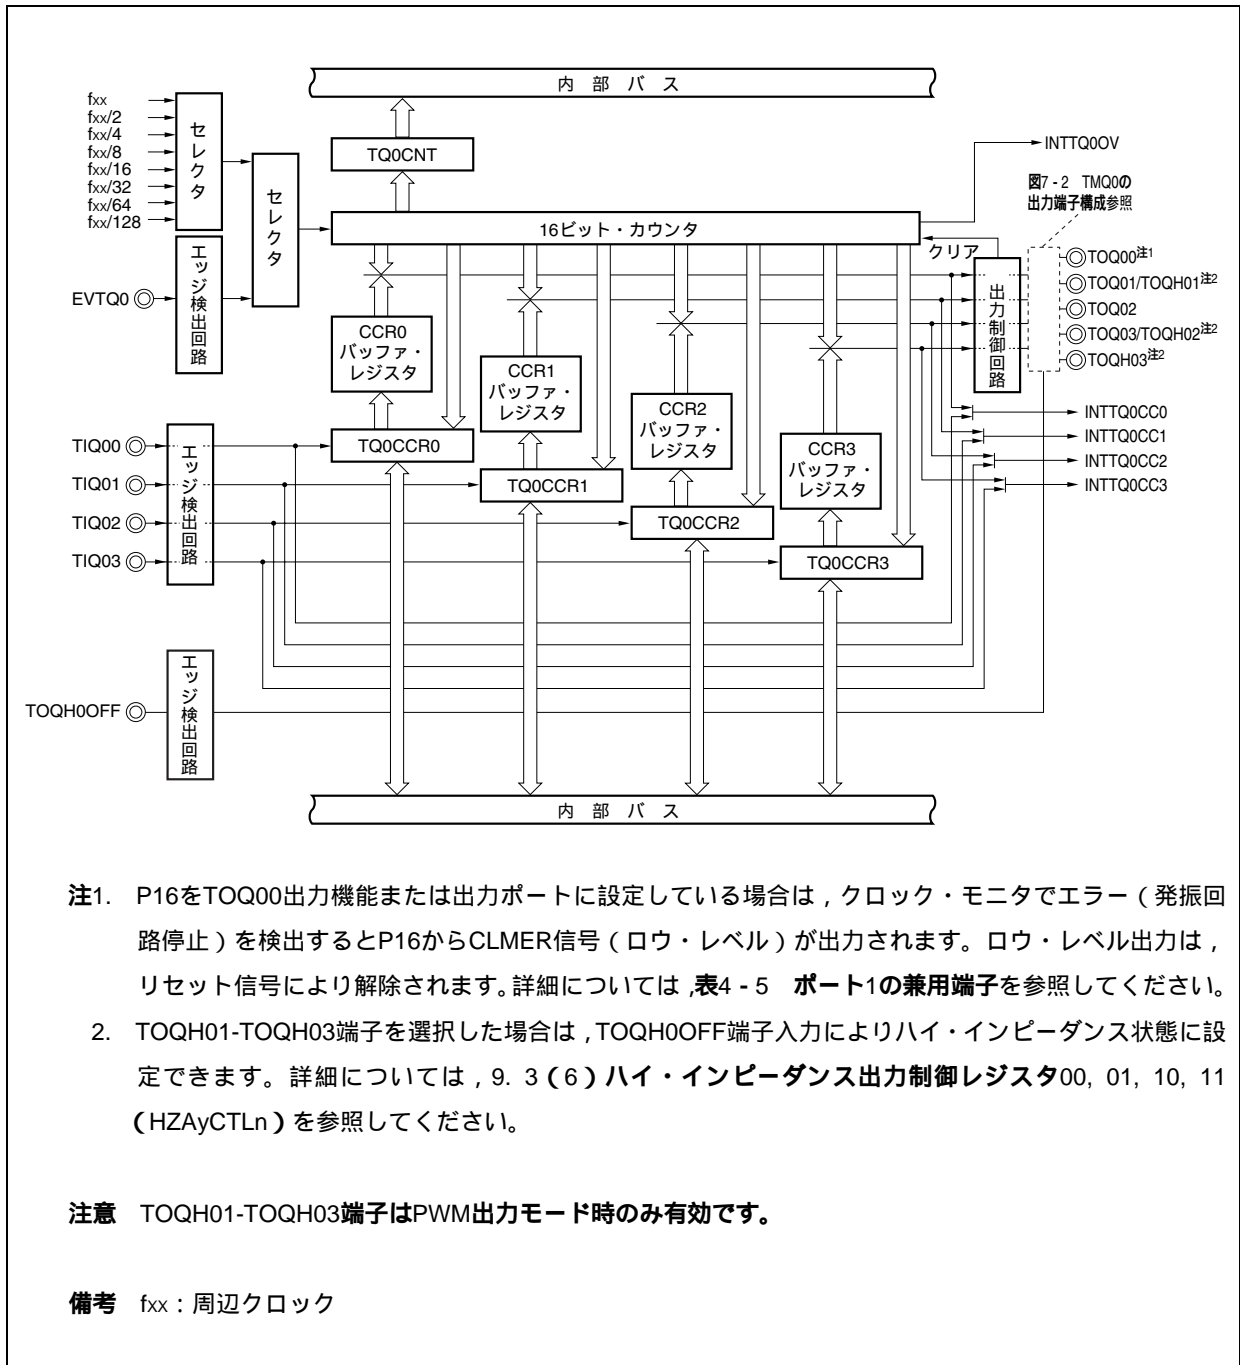 内 部 バ ス
fxx
fxx/2
fxx/4
fxx/8
fxx/16
fxx/32
fxx/64
fxx/128
セレクタ
セレクタ
TQ0CNT
INTTQ0OV
図7 - 2 TMQ0の
出力端子構成参照
16ビット・カウンタ
クリア
EVTQ0
エッジ検出回路
出力制御回路
TOQ00注1
TOQ01/TOQH01注2
TOQ02
TOQ03/TOQH02注2
TOQH03注2
CCR0
バッファ・
レジスタ
CCR1
バッファ・
レジスタ
CCR2
バッファ・
レジスタ
CCR3
バッファ・
レジスタ
INTTQ0CC0
INTTQ0CC1
INTTQ0CC2
INTTQ0CC3
TIQ00
TIQ01
TIQ02
TIQ03
エッジ検出回路
TQ0CCR0
TQ0CCR1
TQ0CCR2
TQ0CCR3
TOQH0OFF
エッジ検出回路
内 部 バ ス
注1. P16をTOQ00出力機能または出力ポートに設定している場合は，クロック・モニタでエラー（発振回
路停止）を検出するとP16からCLMER信号（ロウ・レベル）が出力されます。ロウ・レベル出力は，
リセット信号により解除されます。詳細については，表4 - 5 ポート1の兼用端子を参照してください。
2. TOQH01-TOQH03端子を選択した場合は，TOQH0OFF端子入力によりハイ・インピーダンス状態に設
定できます。詳細については，9. 3（6）ハイ・インピーダンス出力制御レジスタ00, 01, 10, 11
（HZAyCTLn）を参照してください。
注意 TOQH01-TOQH03端子はPWM出力モード時のみ有効です。
備考 fxx：周辺クロック